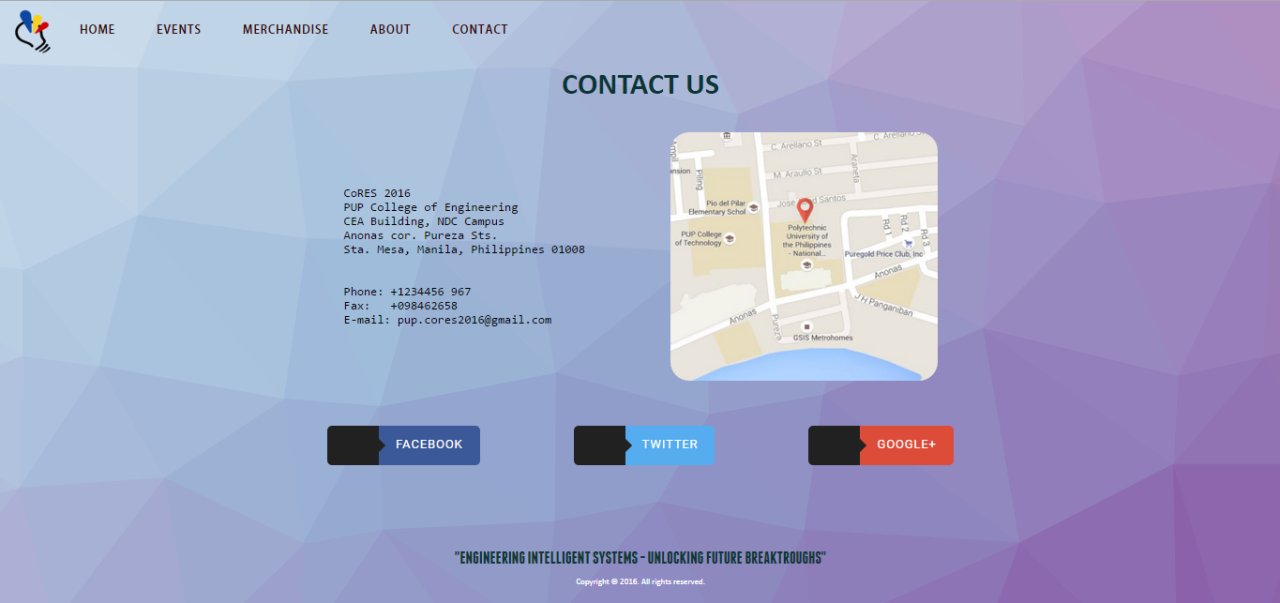 HOME EVENTS MERCHANDISE ABOUT CONTACT
CONTACT US
CoRES 2016
PUP College of Engineering
CEA Building, NDC Campus
Anonas cor. Pureza Sts.
Sta. Mesa, Manila, Philippines 01008
Phone: +1234456 967
Fax: +098462658
E-mail: pup.cores2016@gmail.com
C. Arellano St
C. Arellano St
M. Araullo St
Araneta
Piling
Santos
Pio del Pilar
Elementary Schol
PUP College
of Technology
Polytechnic
University of
the Philippines
- National...
Rd 1
Rd 2
Rd 3
Puregold Price Club, Inc
Anonas
J H Panganiban
Anonas
Pureza
GSIS Metrohomes
FACEBOOK
TWITTER
GOOGLE+
"ENGINEERING INTELLIGENT SYSTEMS - UNLOCKING FUTURE BREAKTROUGHS"
Copyright © 2016. All rights reserved.